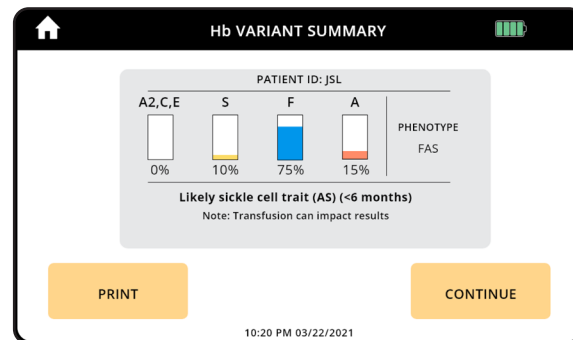 Hb VARIANT SUMMARY
PATIENT ID: JSL
A2,C,E S F A
PHENOTYPE
FAS
0% 10% 75% 15%
Likely sickle cell trait (AS) (<6 months)
Note: Transfusion can impact results
PRINT CONTINUE
10:20 PM 03/22/2021